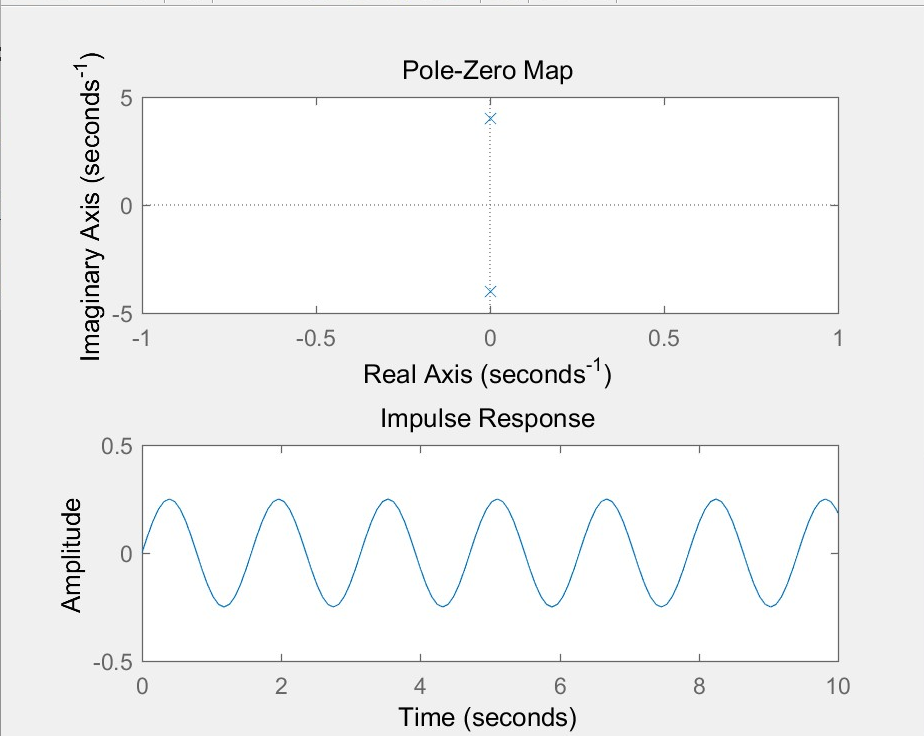 Pole-Zero Map
Imaginary Axis (seconds⁻¹)
5
0
-5
-1 -0.5 0 0.5 1
Real Axis (seconds⁻¹)
Impulse Response
Amplitude
0.5
0
-0.5
0 2 4 6 8 10
Time (seconds)